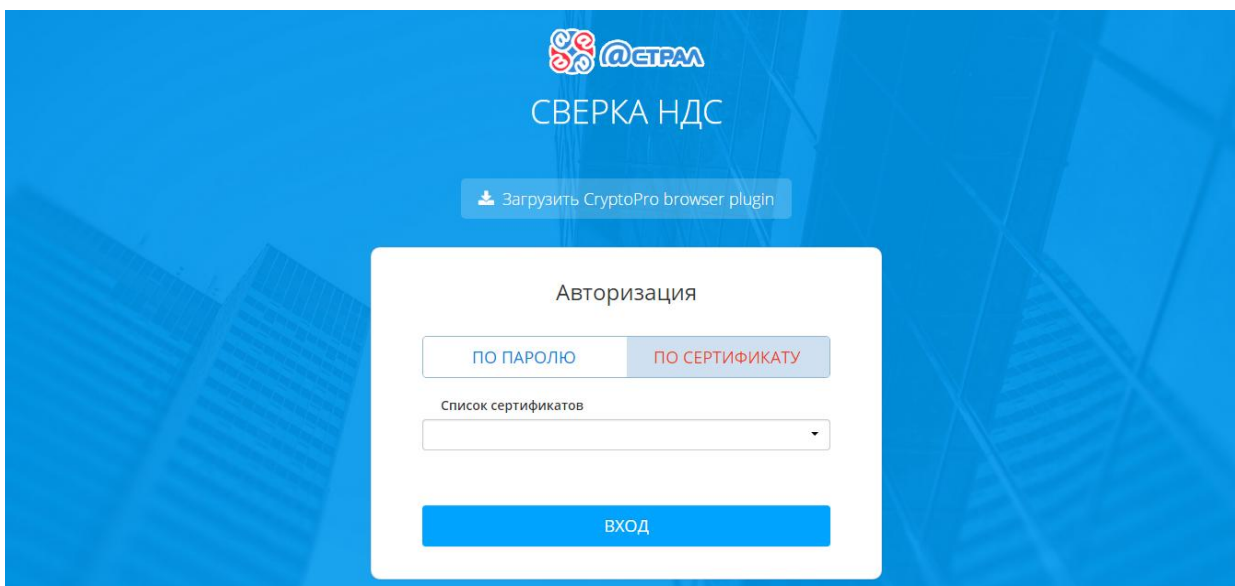 @СТРАЛ
СВЕРКА НДС
Загрузить CryptoPro browser plugin
Авторизация
ПО ПАРОЛЮ ПО СЕРТИФИКАТУ
Список сертификатов
ВХОД